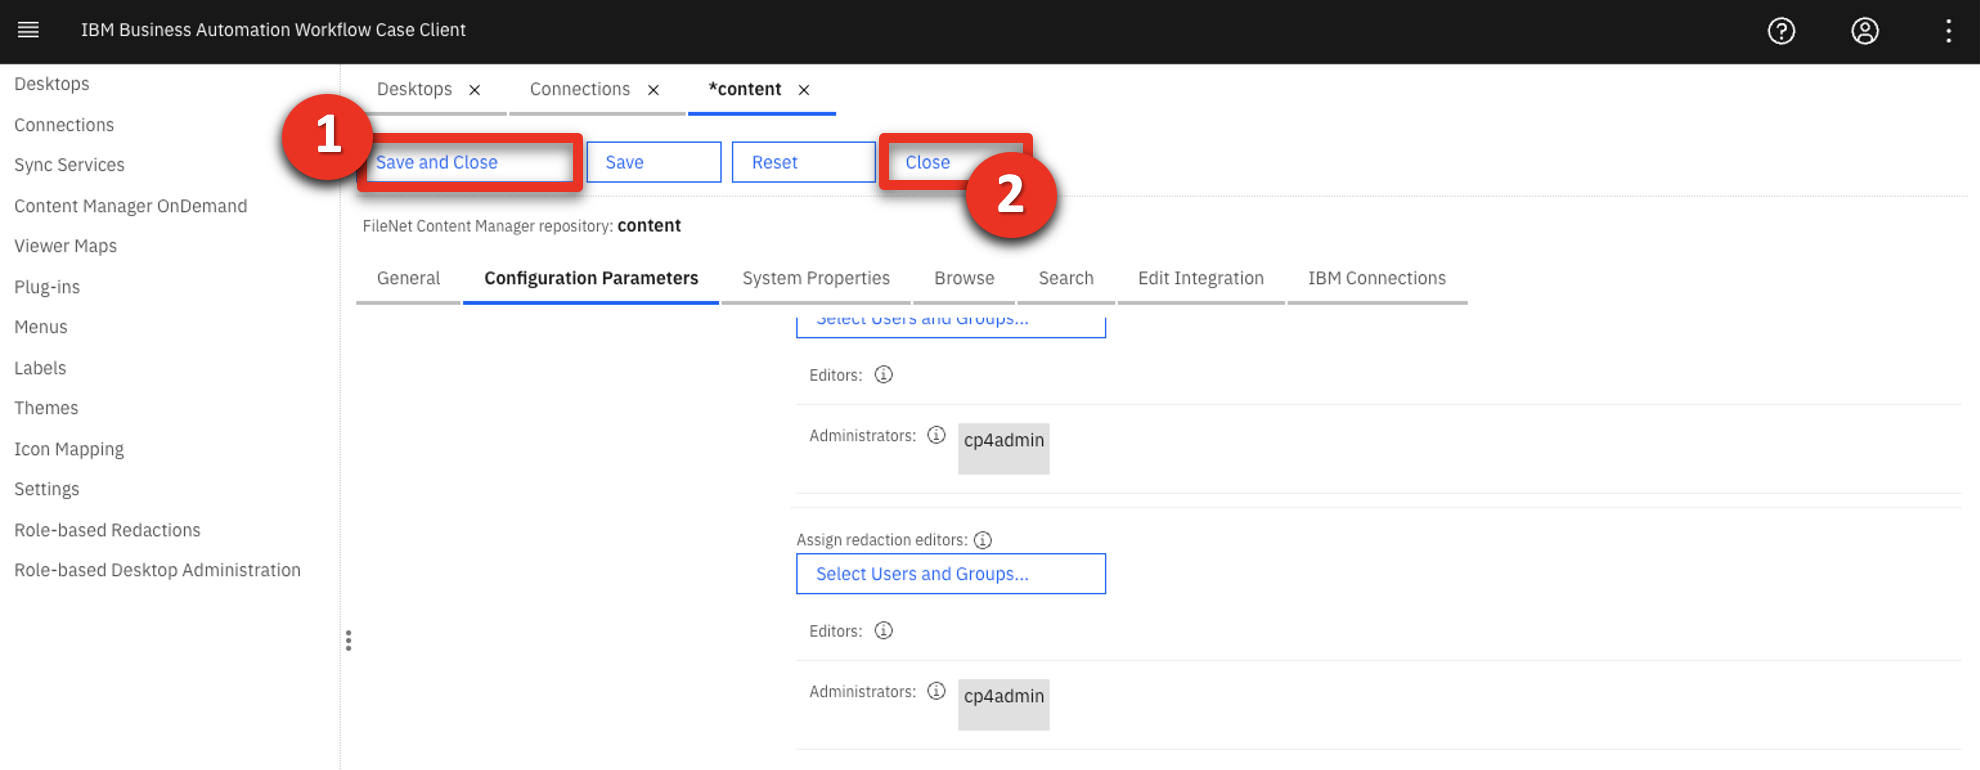 IBM Business Automation Workflow Case Client
Desktops
Connections
Sync Services
Content Manager OnDemand
Viewer Maps
Plug-ins
Menus
Labels
Themes
Icon Mapping
Settings
Role-based Redactions
Role-based Desktop Administration
Desktops
Connections
*content
1
Save and Close
Save
Reset
Close
2
FileNet Content Manager repository: content
General
Configuration Parameters
System Properties
Browse
Search
Edit Integration
IBM Connections
Select Users and Groups...
Editors:
Administrators:
cp4admin
Assign redaction editors:
Select Users and Groups...
Editors:
Administrators:
cp4admin